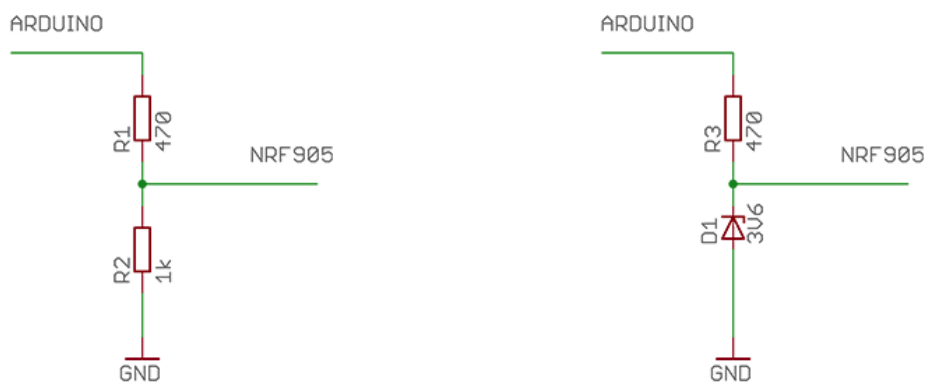 ARDUINO
R1
470
NRF905
R2
1k
GND
ARDUINO
R3
470
NRF905
D1
3V6
GND